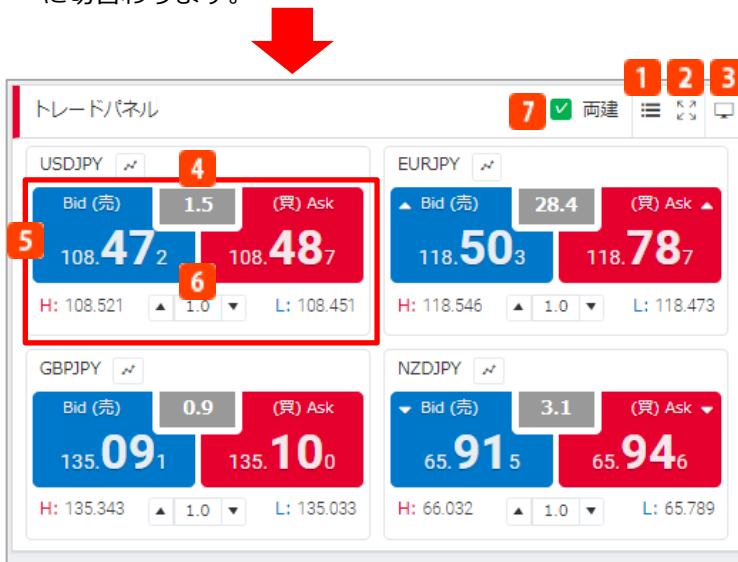 に切替わります。
1 2 3
トレードパネル 7 両建
USDJPY 4 EURJPY
Bid (売) 1.5 (買) Ask ▲ Bid (売) 28.4 (買) Ask ▲
5 108.472 108.487 118.503 118.787
6
H: 108.521 ▲ 1.0 ▼ L: 108.451 H: 118.546 ▲ 1.0 ▼ L: 118.473
GBPJPY NZDJPY
Bid (売) 0.9 (買) Ask ▼ Bid (売) 3.1 (買) Ask ▼
135.091 135.100 65.915 65.946
H: 135.343 ▲ 1.0 ▼ L: 135.033 H: 66.032 ▲ 1.0 ▼ L: 65.789